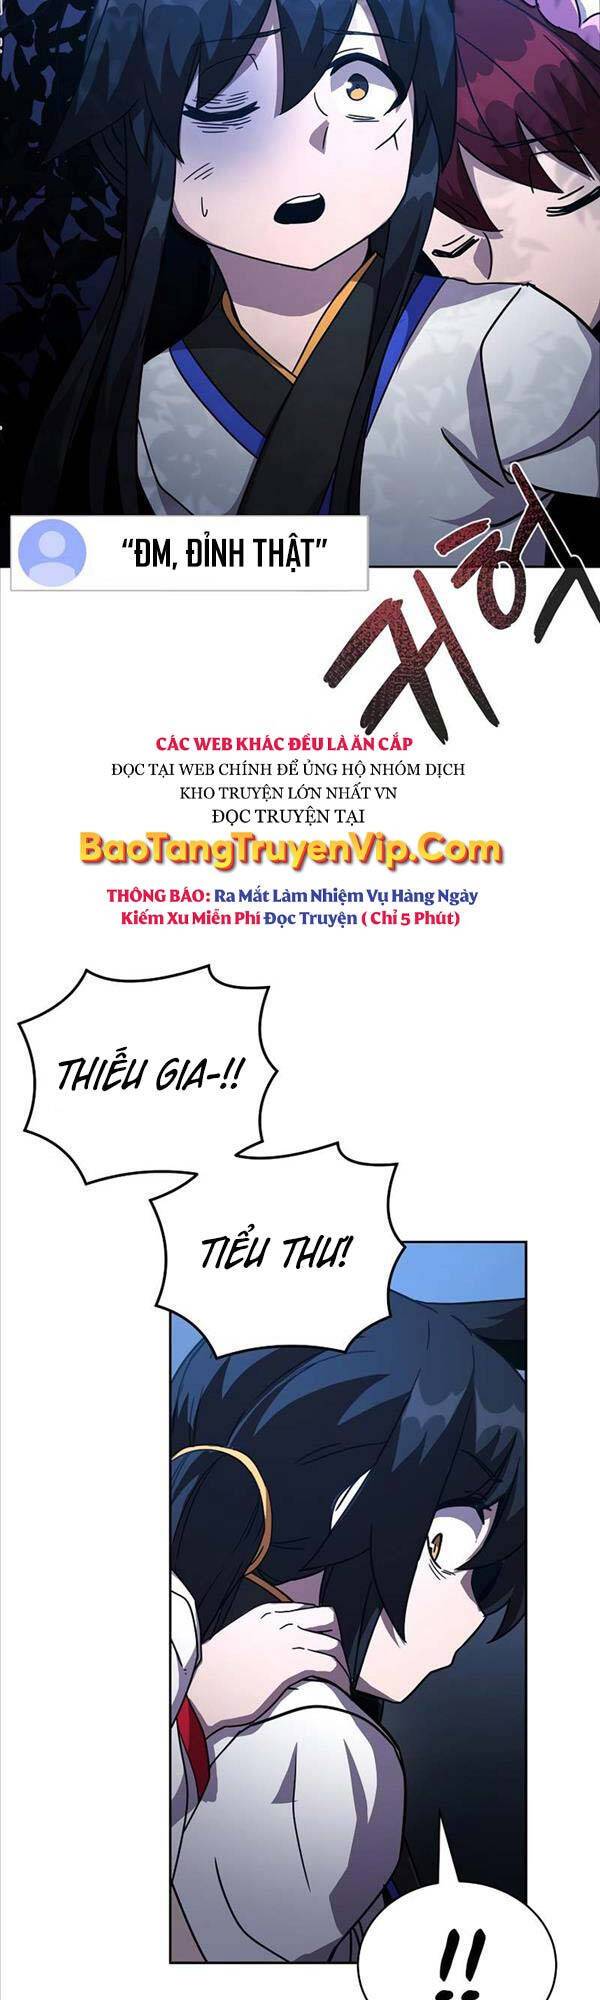 “ĐM, ĐỈNH THẬT”
CÁC WEB KHÁC ĐỀU LÀ ĂN CẮP
ĐỌC TẠI WEB CHÍNH ĐỂ ỦNG HỘ NHÓM DỊCH
KHO TRUYỆN LỚN NHẤT VN
ĐỌC TRUYỆN TẠI
BaoTangTruyenVip.Com
THÔNG BÁO: Ra Mắt Làm Nhiệm Vụ Hàng Ngày
Kiếm Xu Miễn Phí Đọc Truyện ( Chỉ 5 Phút)
THIẾU GIA-!!
TIỂU THƯ!
!!